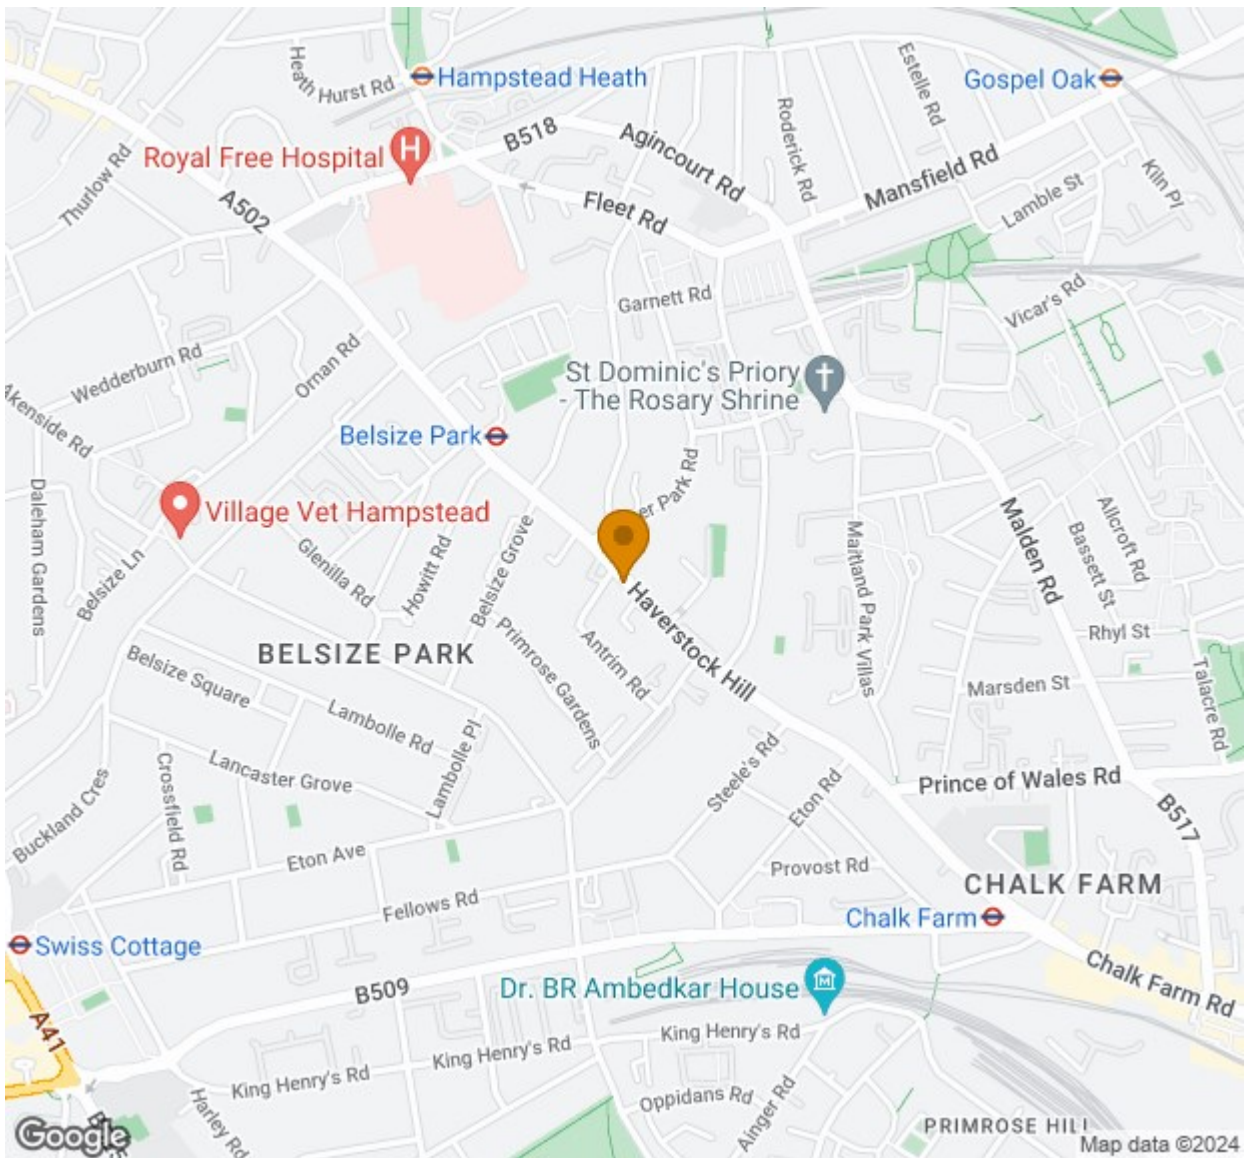 Heath Hurst Rd
Hampstead Heath
Gospel Oak
Estelle Rd
Roderick Rd
B518
Agincourt Rd
Royal Free Hospital
H
Thurlow Rd
A502
Fleet Rd
Mansfield Rd
Lamble St
Kiln Pl
Garnett Rd
Vicar's Rd
Ornan Rd
Wedderburn Rd
St Dominic's Priory
- The Rosary Shrine
Akenside Rd
Belsize Park
er Park Rd
Village Vet Hampstead
Daleham Gardens
Belsize Ln
Glenilla Rd
Howitt Rd
Belsize Grove
Maitland Park Villas
Malden Rd
Bassett St
Allcroft Rd
Haverstock Hill
Rhyl St
BELSIZE PARK
Primrose Gardens
Antrim Rd
Belsize Square
Marsden St
Talacre Rd
Lambolle Rd
Lambolle Pl
Lancaster Grove
Crossfield Rd
Buckland Cres
Steele's Rd
Eton Rd
Prince of Wales Rd
B517
Eton Ave
Provost Rd
CHALK FARM
Fellows Rd
Chalk Farm
Swiss Cottage
B509
Dr. BR Ambedkar House
M
Chalk Farm Rd
A41
King Henry's Rd
King Henry's Rd
King Henry's Rd
Harley Rd
Oppidans Rd
Ainger Rd
PRIMROSE HILL
Google
Map data ©2024